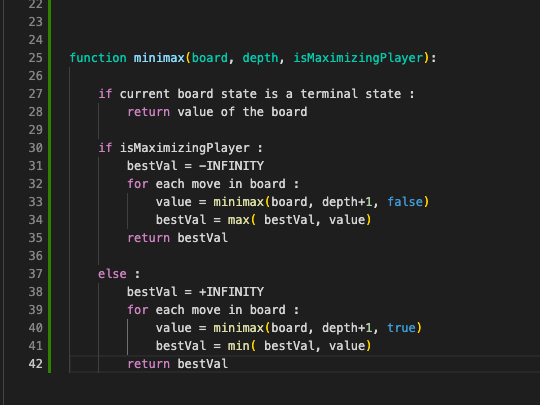 22
23
24
25 function minimax(board, depth, isMaximizingPlayer):
26
27     if current board state is a terminal state :
28         return value of the board
29
30     if isMaximizingPlayer :
31         bestVal = -INFINITY
32         for each move in board :
33             value = minimax(board, depth+1, false)
34             bestVal = max( bestVal, value)
35         return bestVal
36
37     else :
38         bestVal = +INFINITY
39         for each move in board :
40             value = minimax(board, depth+1, true)
41             bestVal = min( bestVal, value)
42         return bestVal